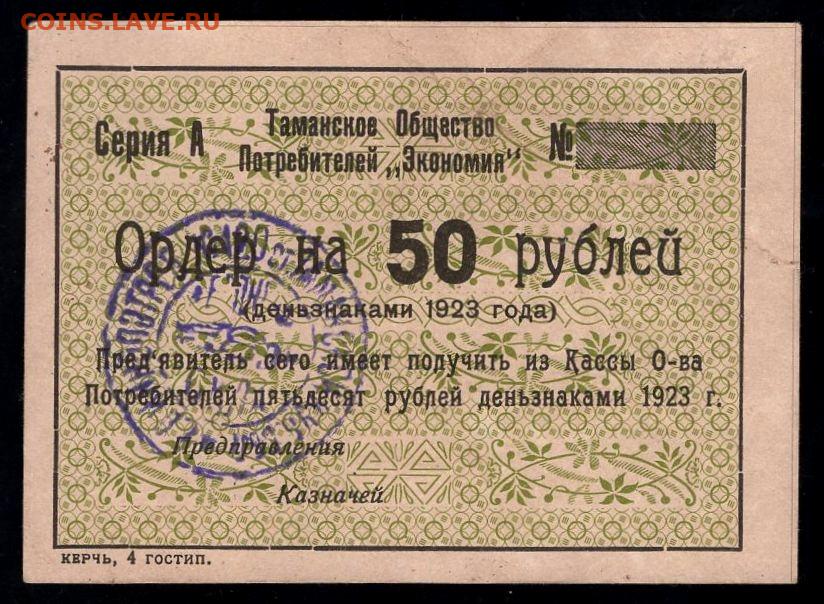 COINS.LAVE.RU
Серия А
Таманское Общество
Потребителей „Экономия"
№
Ордер на 50 рублей
(деньзнаками 1923 года)
Пред'явитель сего имеет получить из Кассы О-ва
Потребителей пятьдесят рублей деньзнаками 1923 г.
Предправления
Казначей
КЕРЧЬ, 4 ГОСТИП.